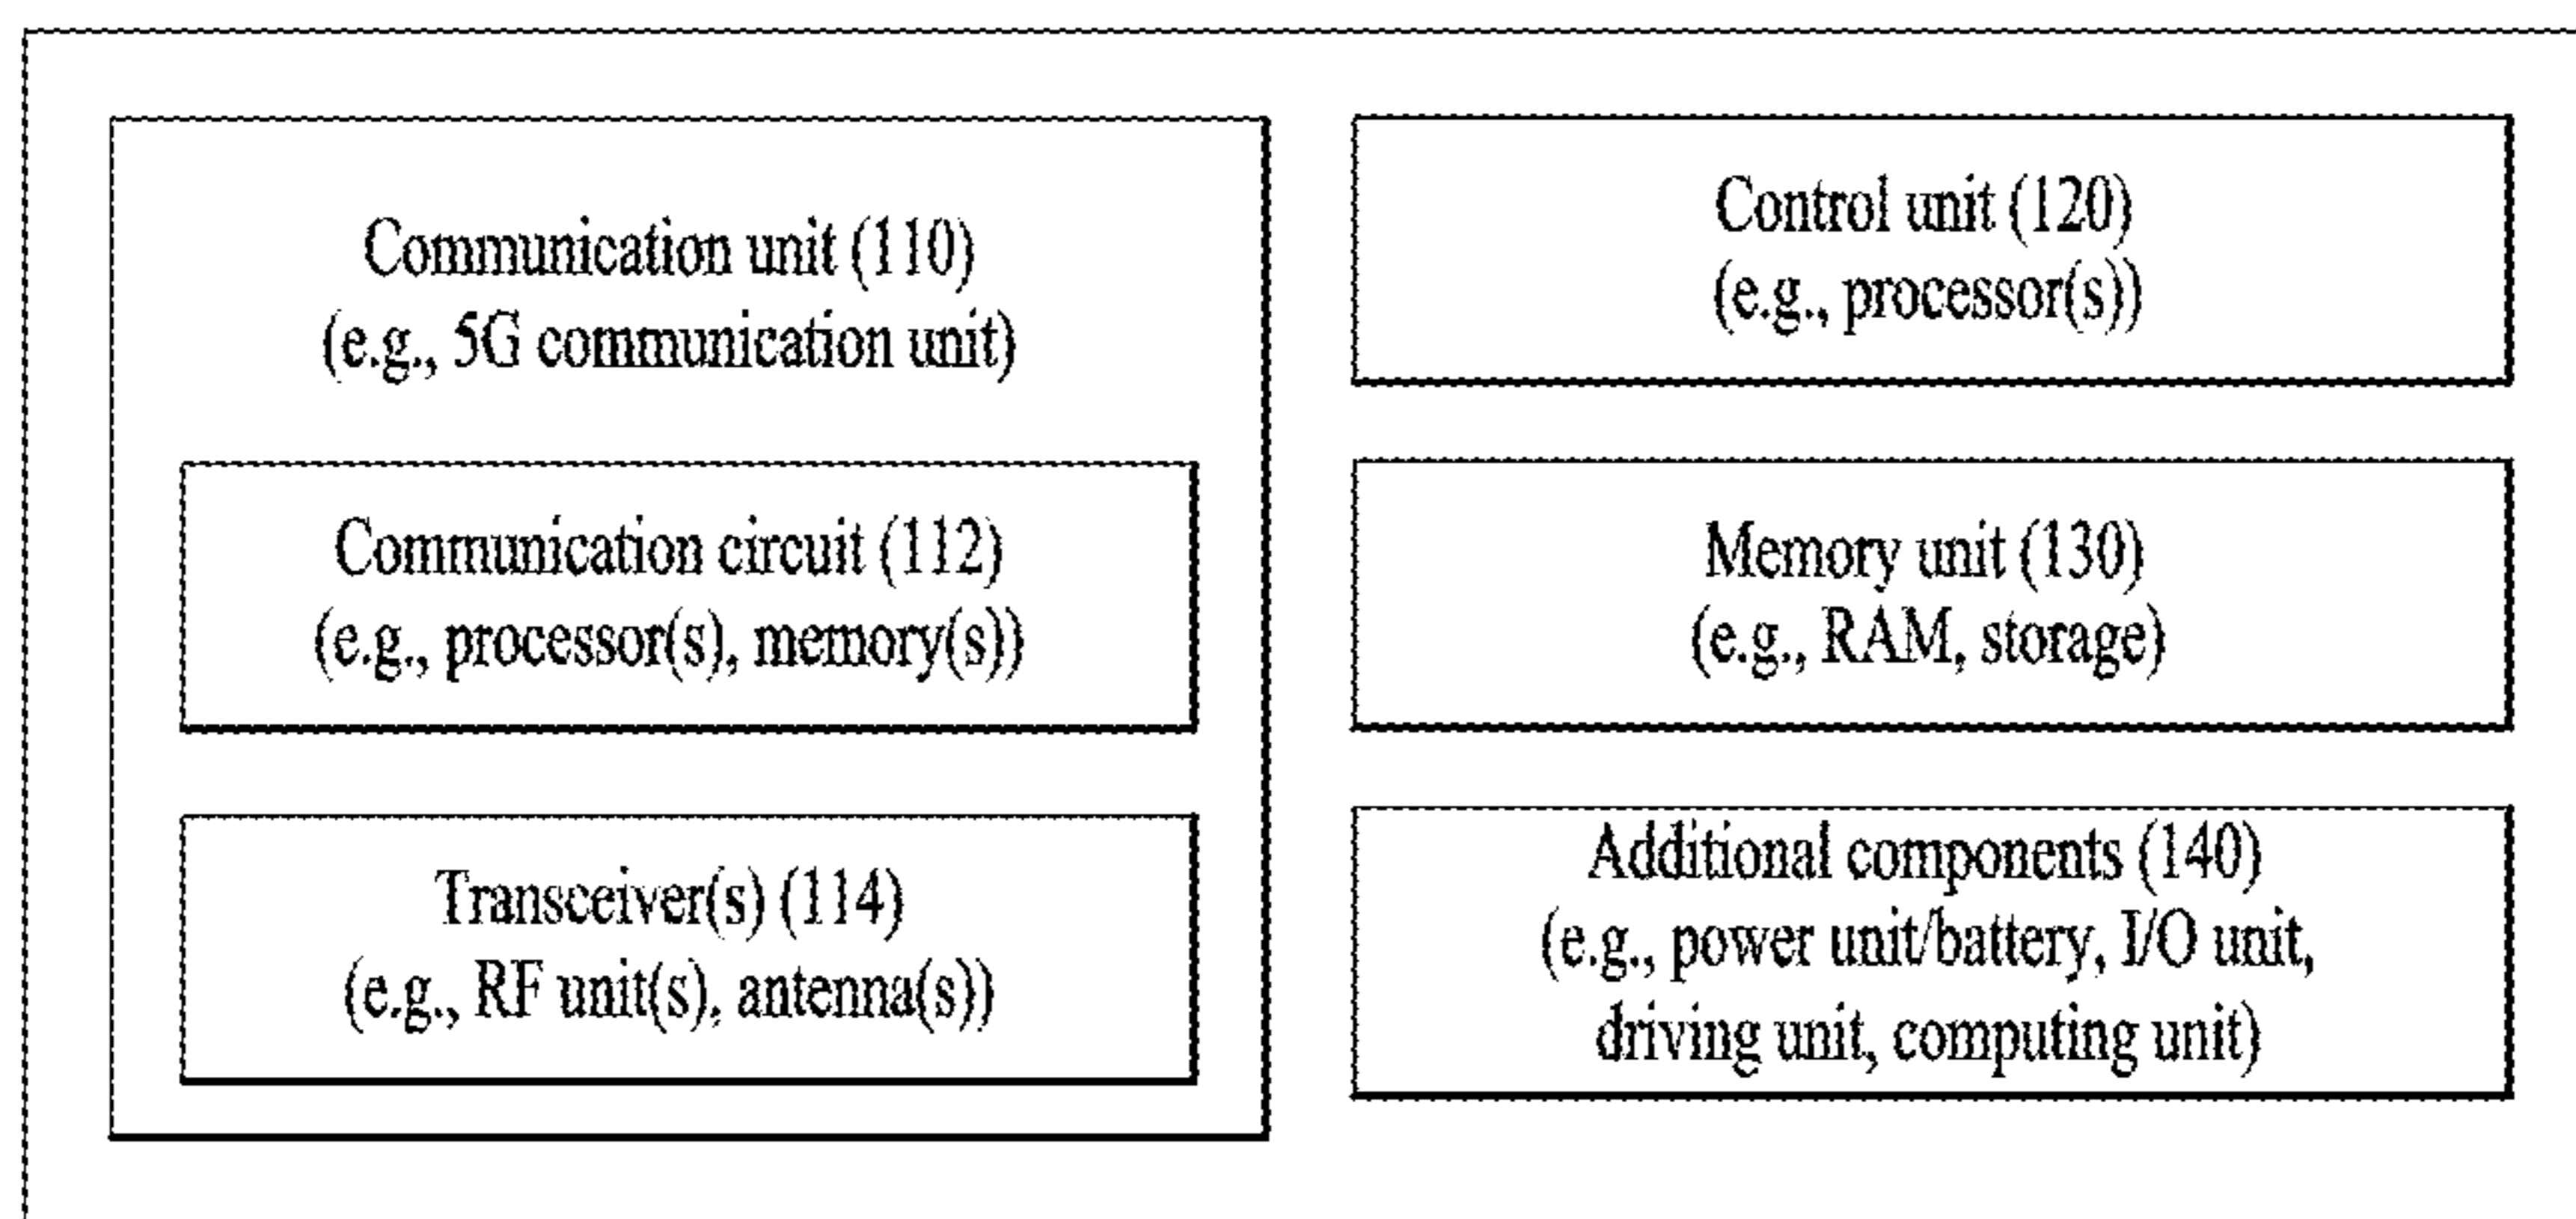 Communication unit (110)
(e.g., 5G communication unit)
Communication circuit (112)
(e.g., processor(s), memory(s))
Transceiver(s) (114)
(e.g., RF unit(s), antenna(s))
Control unit (120)
(e.g., processor(s))
Memory unit (130)
(e.g., RAM, storage)
Additional components (140)
(e.g., power unit/battery, I/O unit,
driving unit, computing unit)